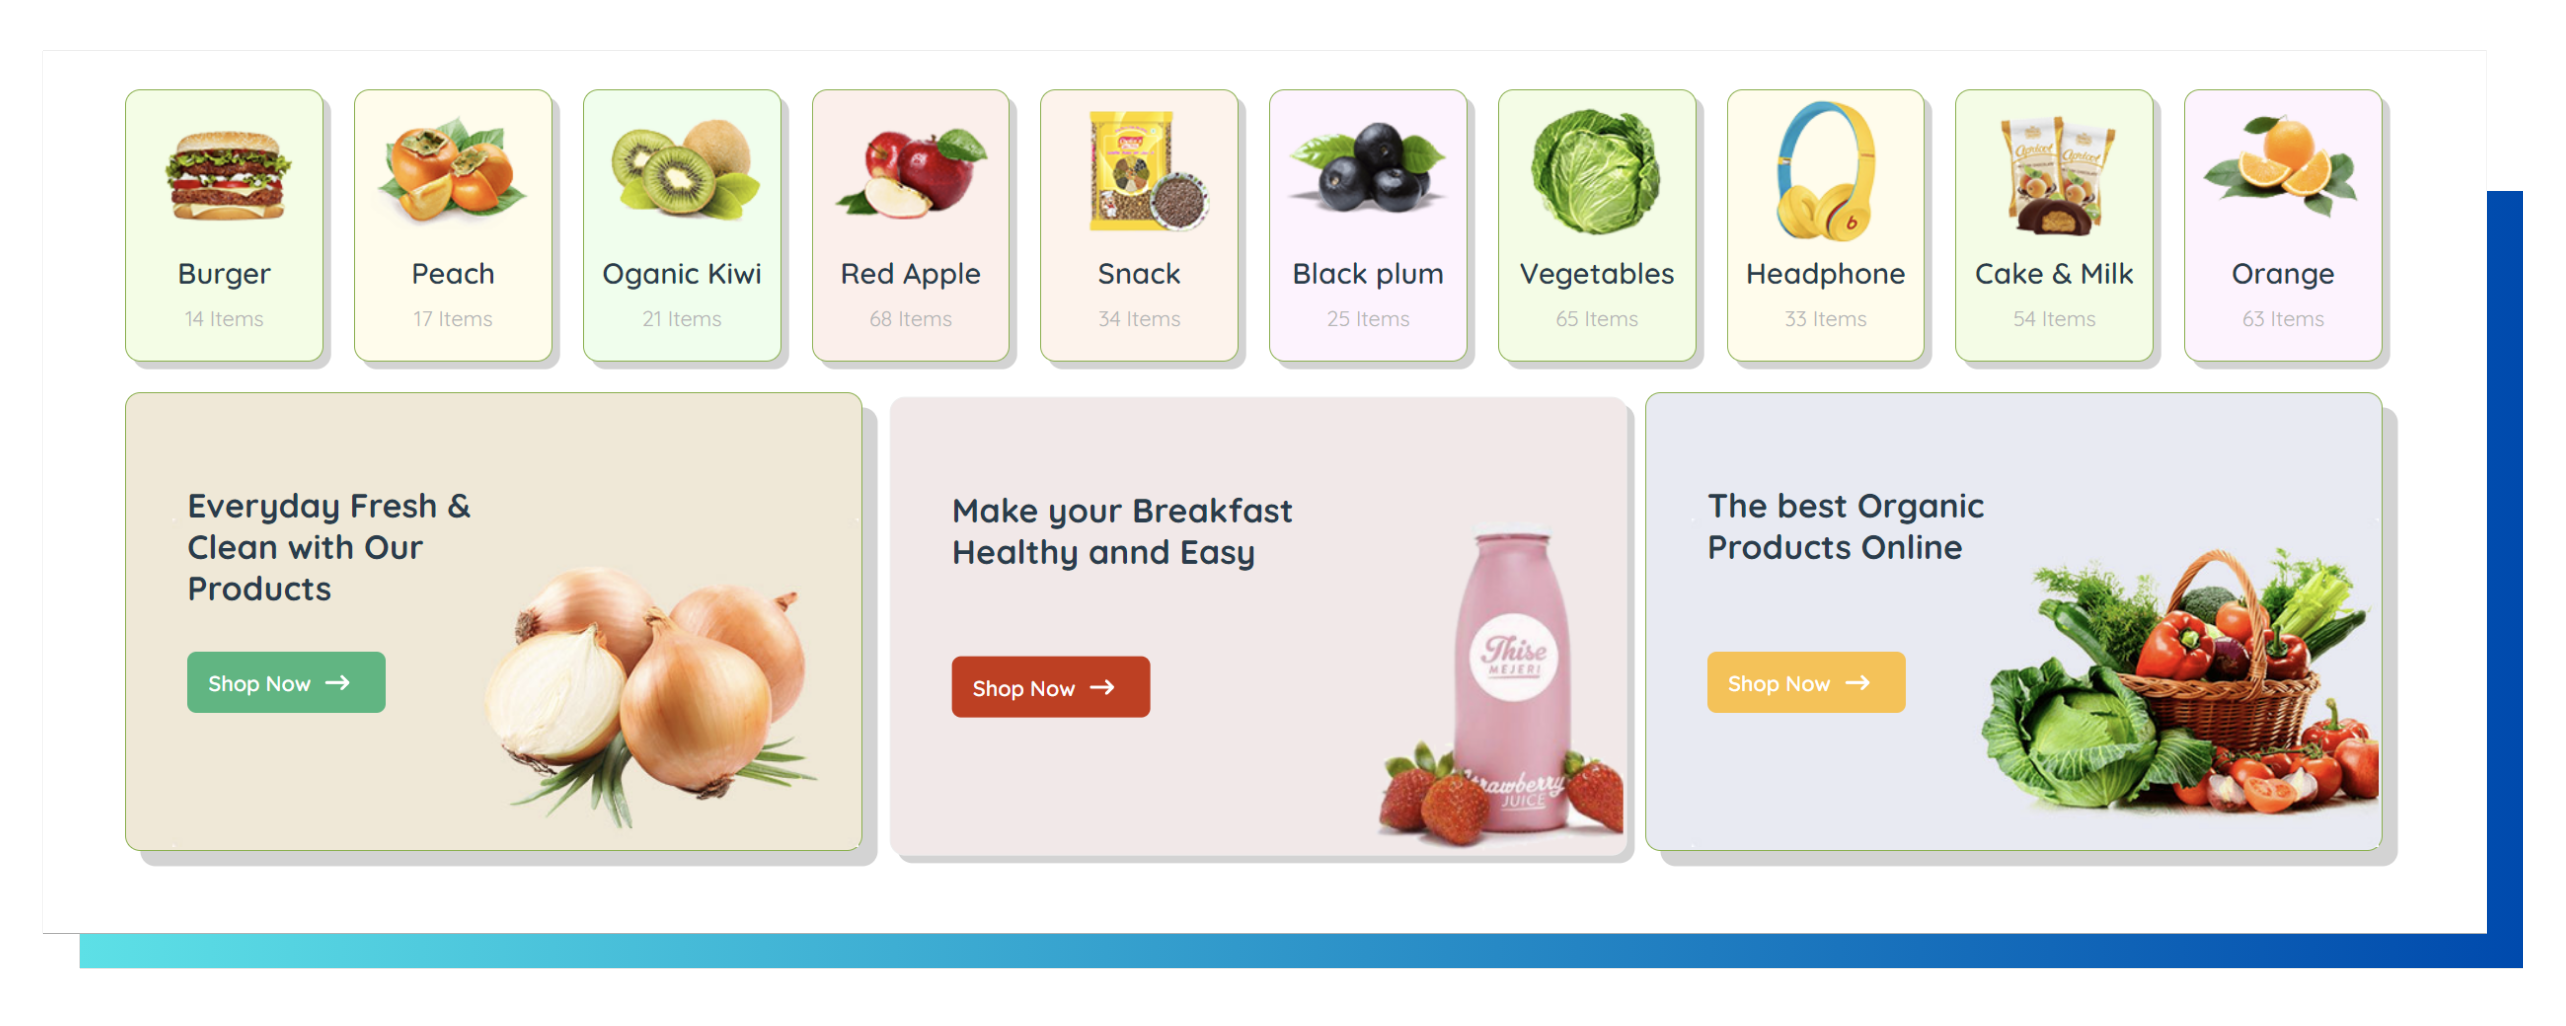 Burger
14 Items
Peach
17 Items
Oganic Kiwi
21 Items
Red Apple
68 Items
Snack
34 Items
Black plum
25 Items
Vegetables
65 Items
Headphone
33 Items
Apricot
Apricot
Cake & Milk
54 Items
Orange
63 Items
Everyday Fresh &
Clean with Our
Products
Shop Now
Make your Breakfast
Healthy annd Easy
Shop Now
Thise
MEJERI
JUICE
The best Organic
Products Online
Shop Now